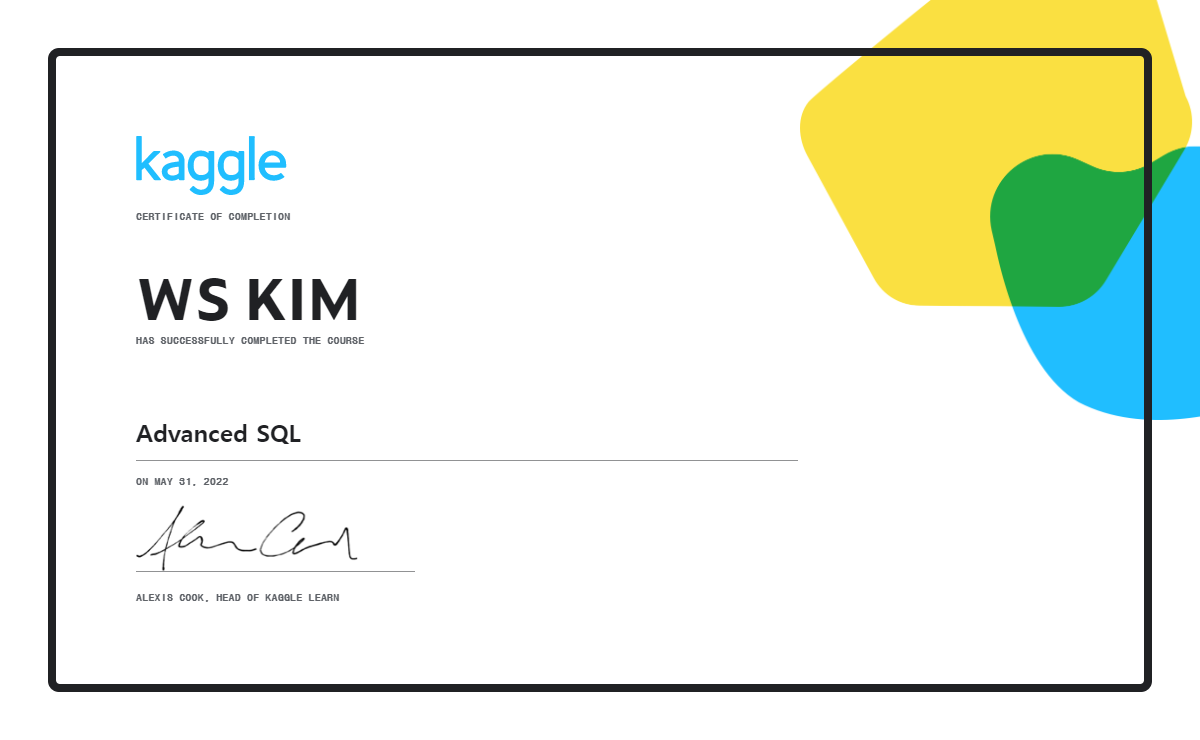 kaggle
CERTIFICATE OF COMPLETION
WS KIM
HAS SUCCESSFULLY COMPLETED THE COURSE
Advanced SQL
ON MAY 31, 2022
ALEXIS COOK, HEAD OF KAGGLE LEARN